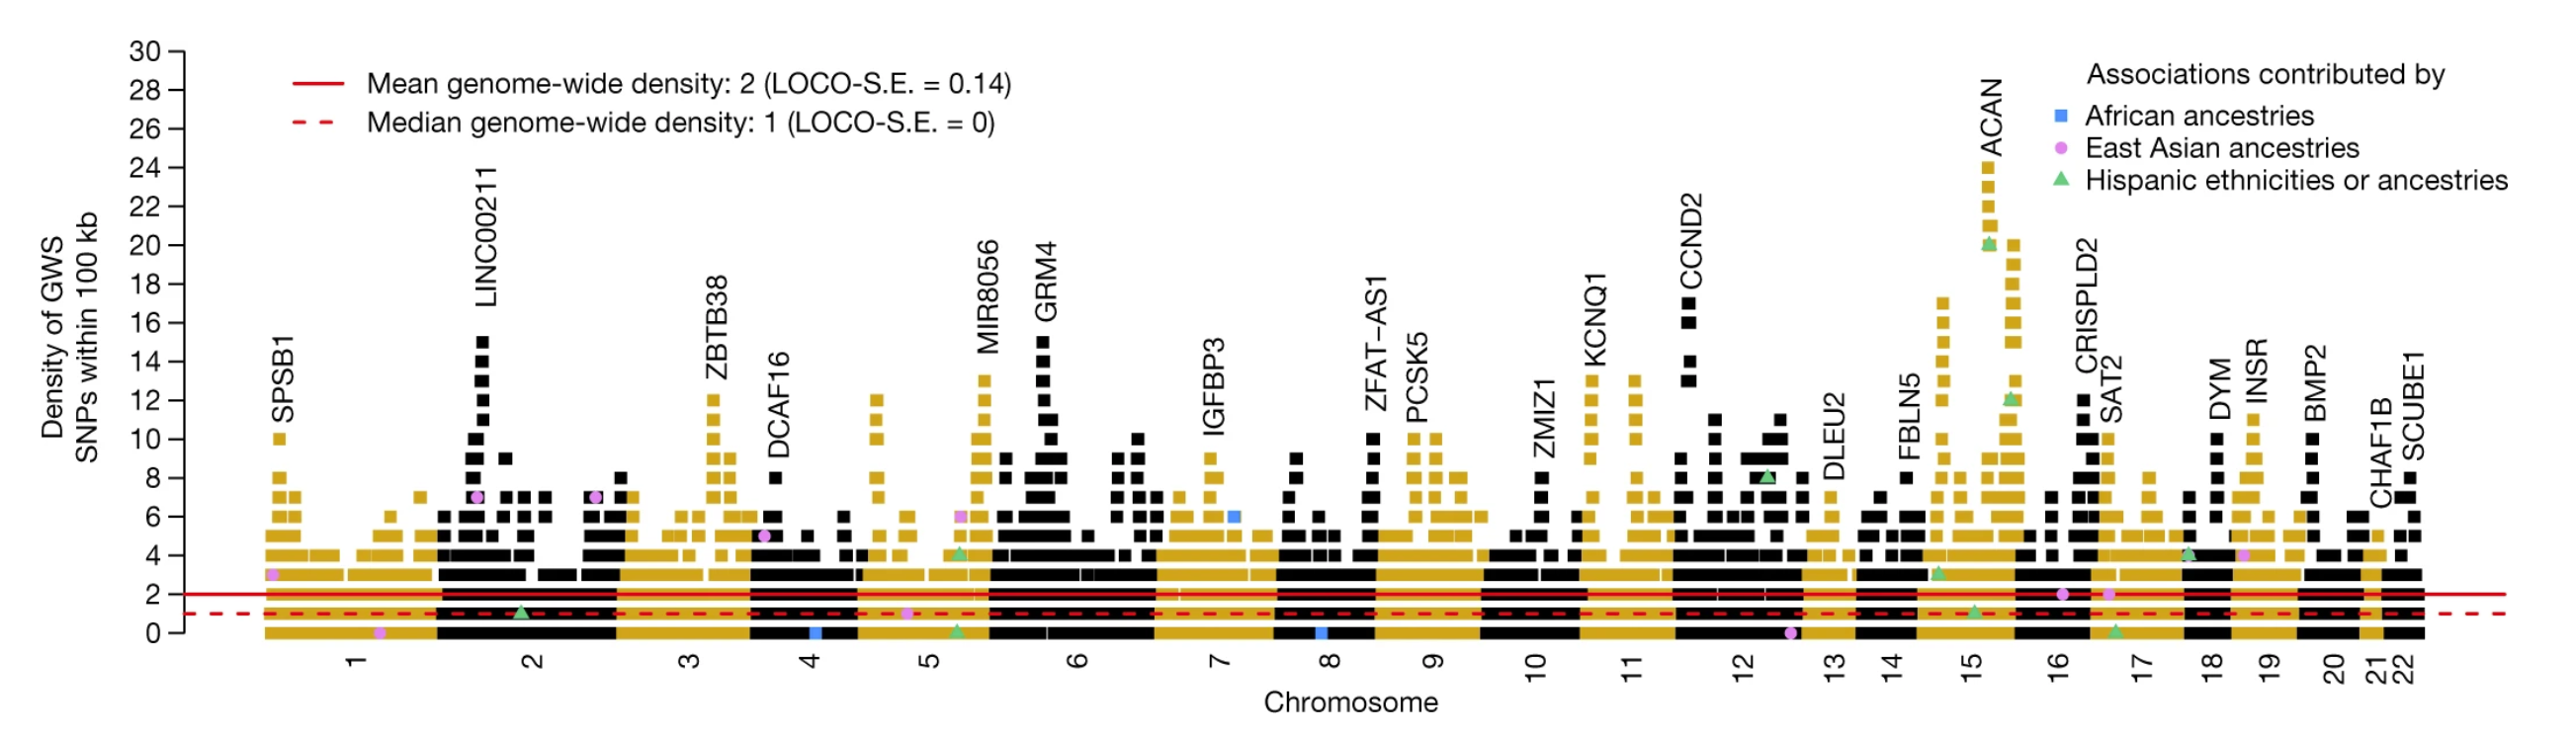 30
28
26
24
22
20
18
16
14
12
10
8
6
4
2
0
Density of GWS
SNPs within 100 kb
Mean genome-wide density: 2 (LOCO-S.E. = 0.14)
Median genome-wide density: 1 (LOCO-S.E. = 0)
Associations contributed by
African ancestries
East Asian ancestries
Hispanic ethnicities or ancestries
SPSB1
LINC00211
ZBTB38
DCAF16
MIR8056
GRM4
IGFBP3
ZFAT–AS1
PCSK5
ZMIZ1
KCNQ1
CCND2
DLEU2
FBLN5
ACAN
CRISPLD2
SAT2
DYM
INSR
BMP2
CHAF1B
SCUBE1
1
2
3
4
5
6
7
8
9
10
11
12
13
14
15
16
17
18
19
20
21
22
Chromosome